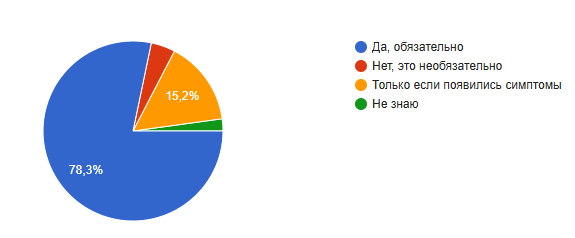 Да, обязательно
Нет, это необязательно
Только если появились симптомы
Не знаю
15,2%
78,3%